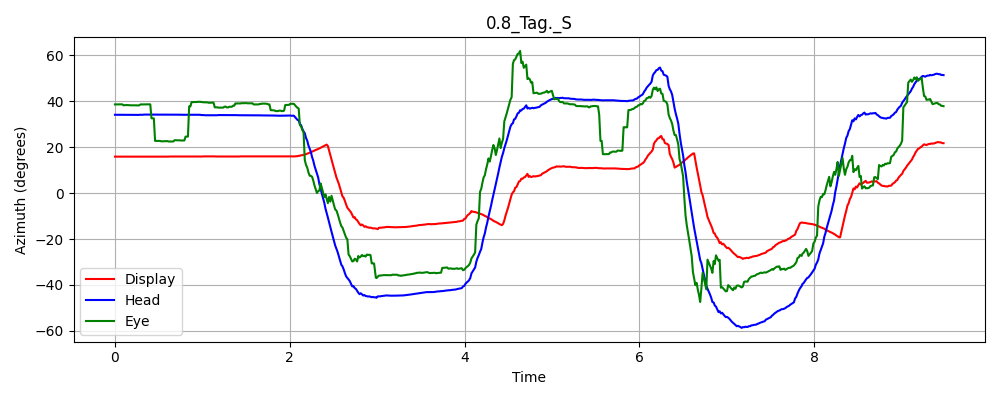 0.8_Tag._S
Azimuth (degrees)
60
40
20
0
−20
−40
−60
Display
Head
Eye
0 2 4 6 8
Time